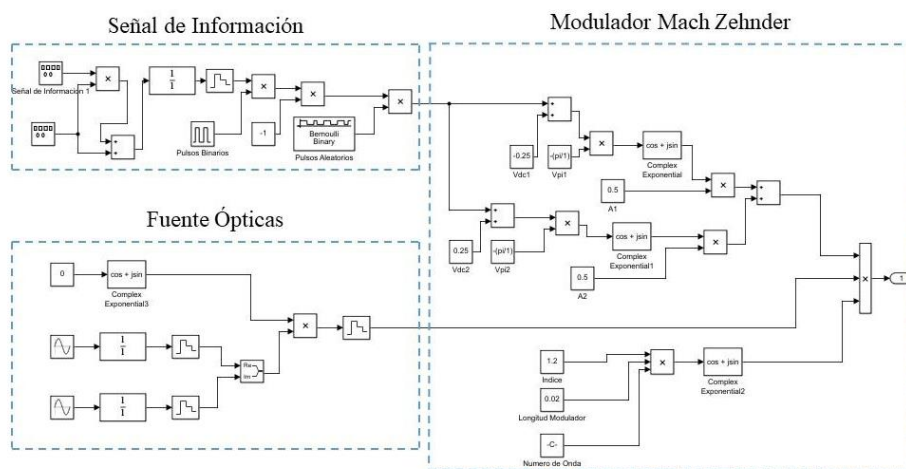 Señal de Información
Modulador Mach Zehnder
Señal de Información 1
×
1
1
×
×
×
+
+
Pulsos Binarios
-1
Bernoulli
Binary
Pulsos Aleatorios
+
+
-0.25
Vdc1
-(pi/1)
Vpi1
×
cos + jsin
Complex
Exponential
0.5
A1
×
+
+
+
+
0.25
Vdc2
-(pi/1)
Vpi2
×
cos + jsin
Complex
Exponential1
×
0.5
A2
×
1
Fuente Ópticas
0
cos + jsin
Complex
Exponential3
×
1
1
Re
Im
1
1
1.2
Indice
0.02
Longitud Modulador
-C-
Numero de Onda
×
cos + jsin
Complex
Exponential2